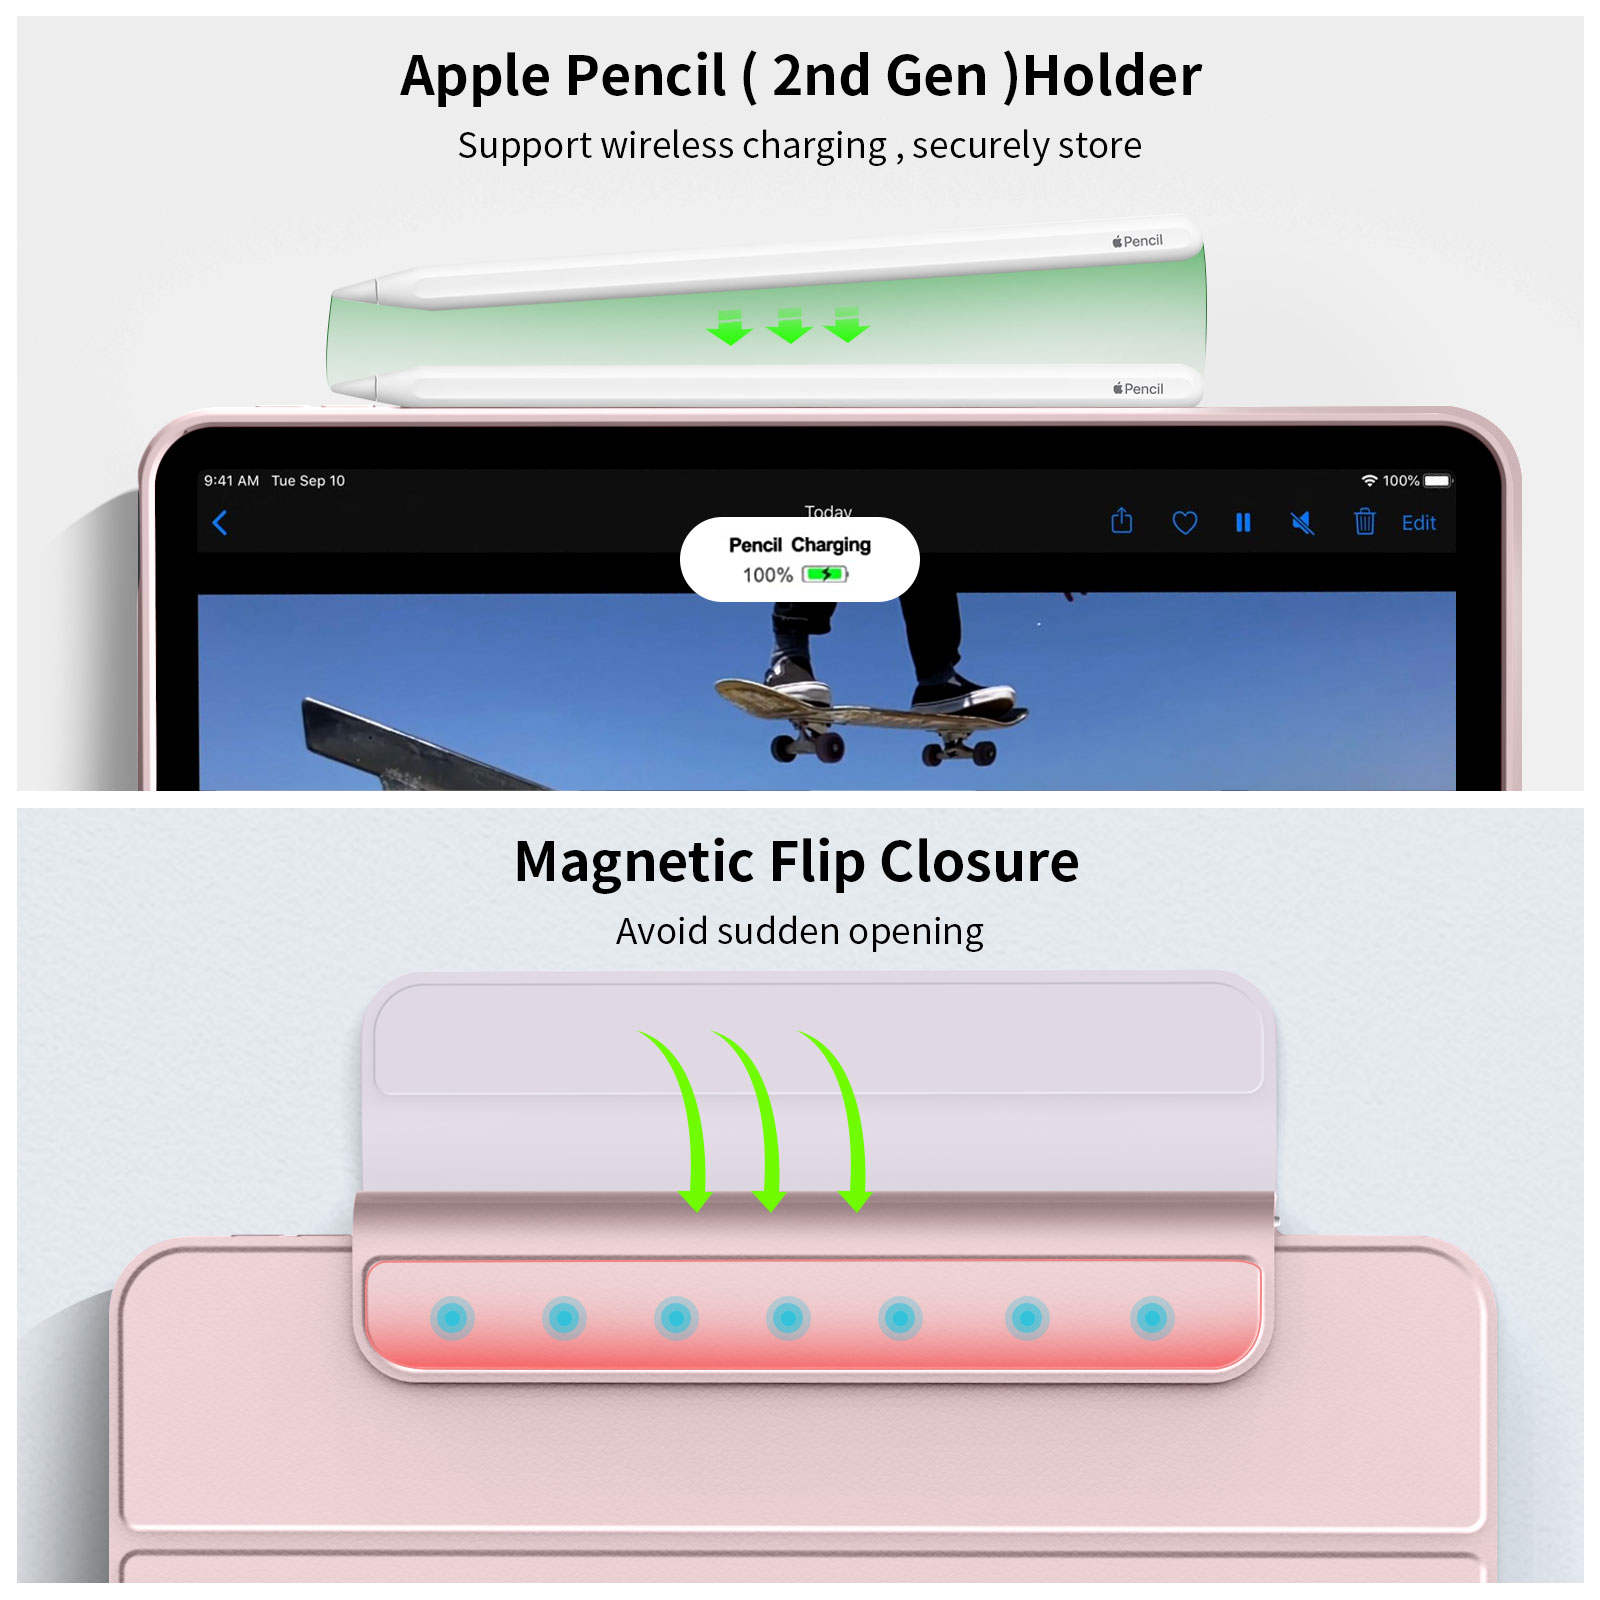 Apple Pencil ( 2nd Gen )Holder
Support wireless charging , securely store
Pencil
Pencil
9:41 AM Tue Sep 10
100%
Today
Edit
Pencil Charging
100%
Magnetic Flip Closure
Avoid sudden opening